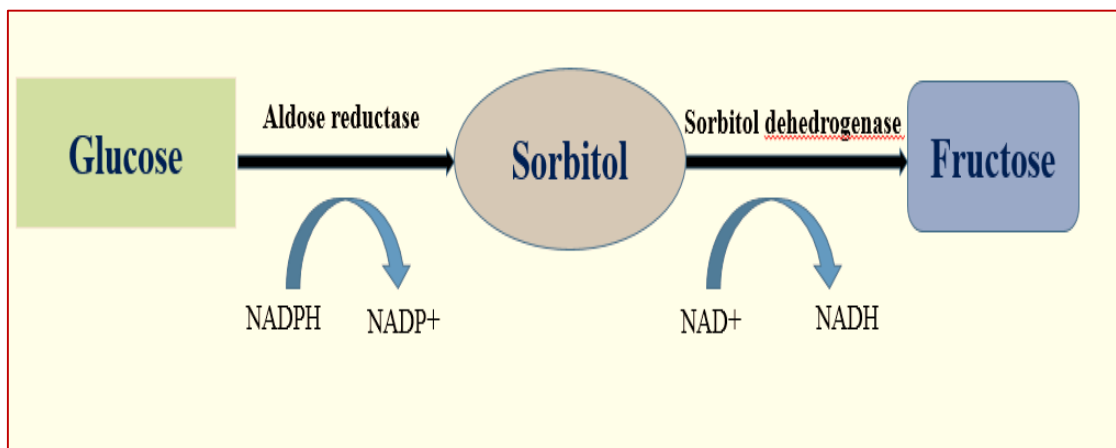 Glucose
Aldose reductase
Sorbitol
Sorbitol dehedrogenase
Fructose
NADPH
NADP+
NAD+
NADH